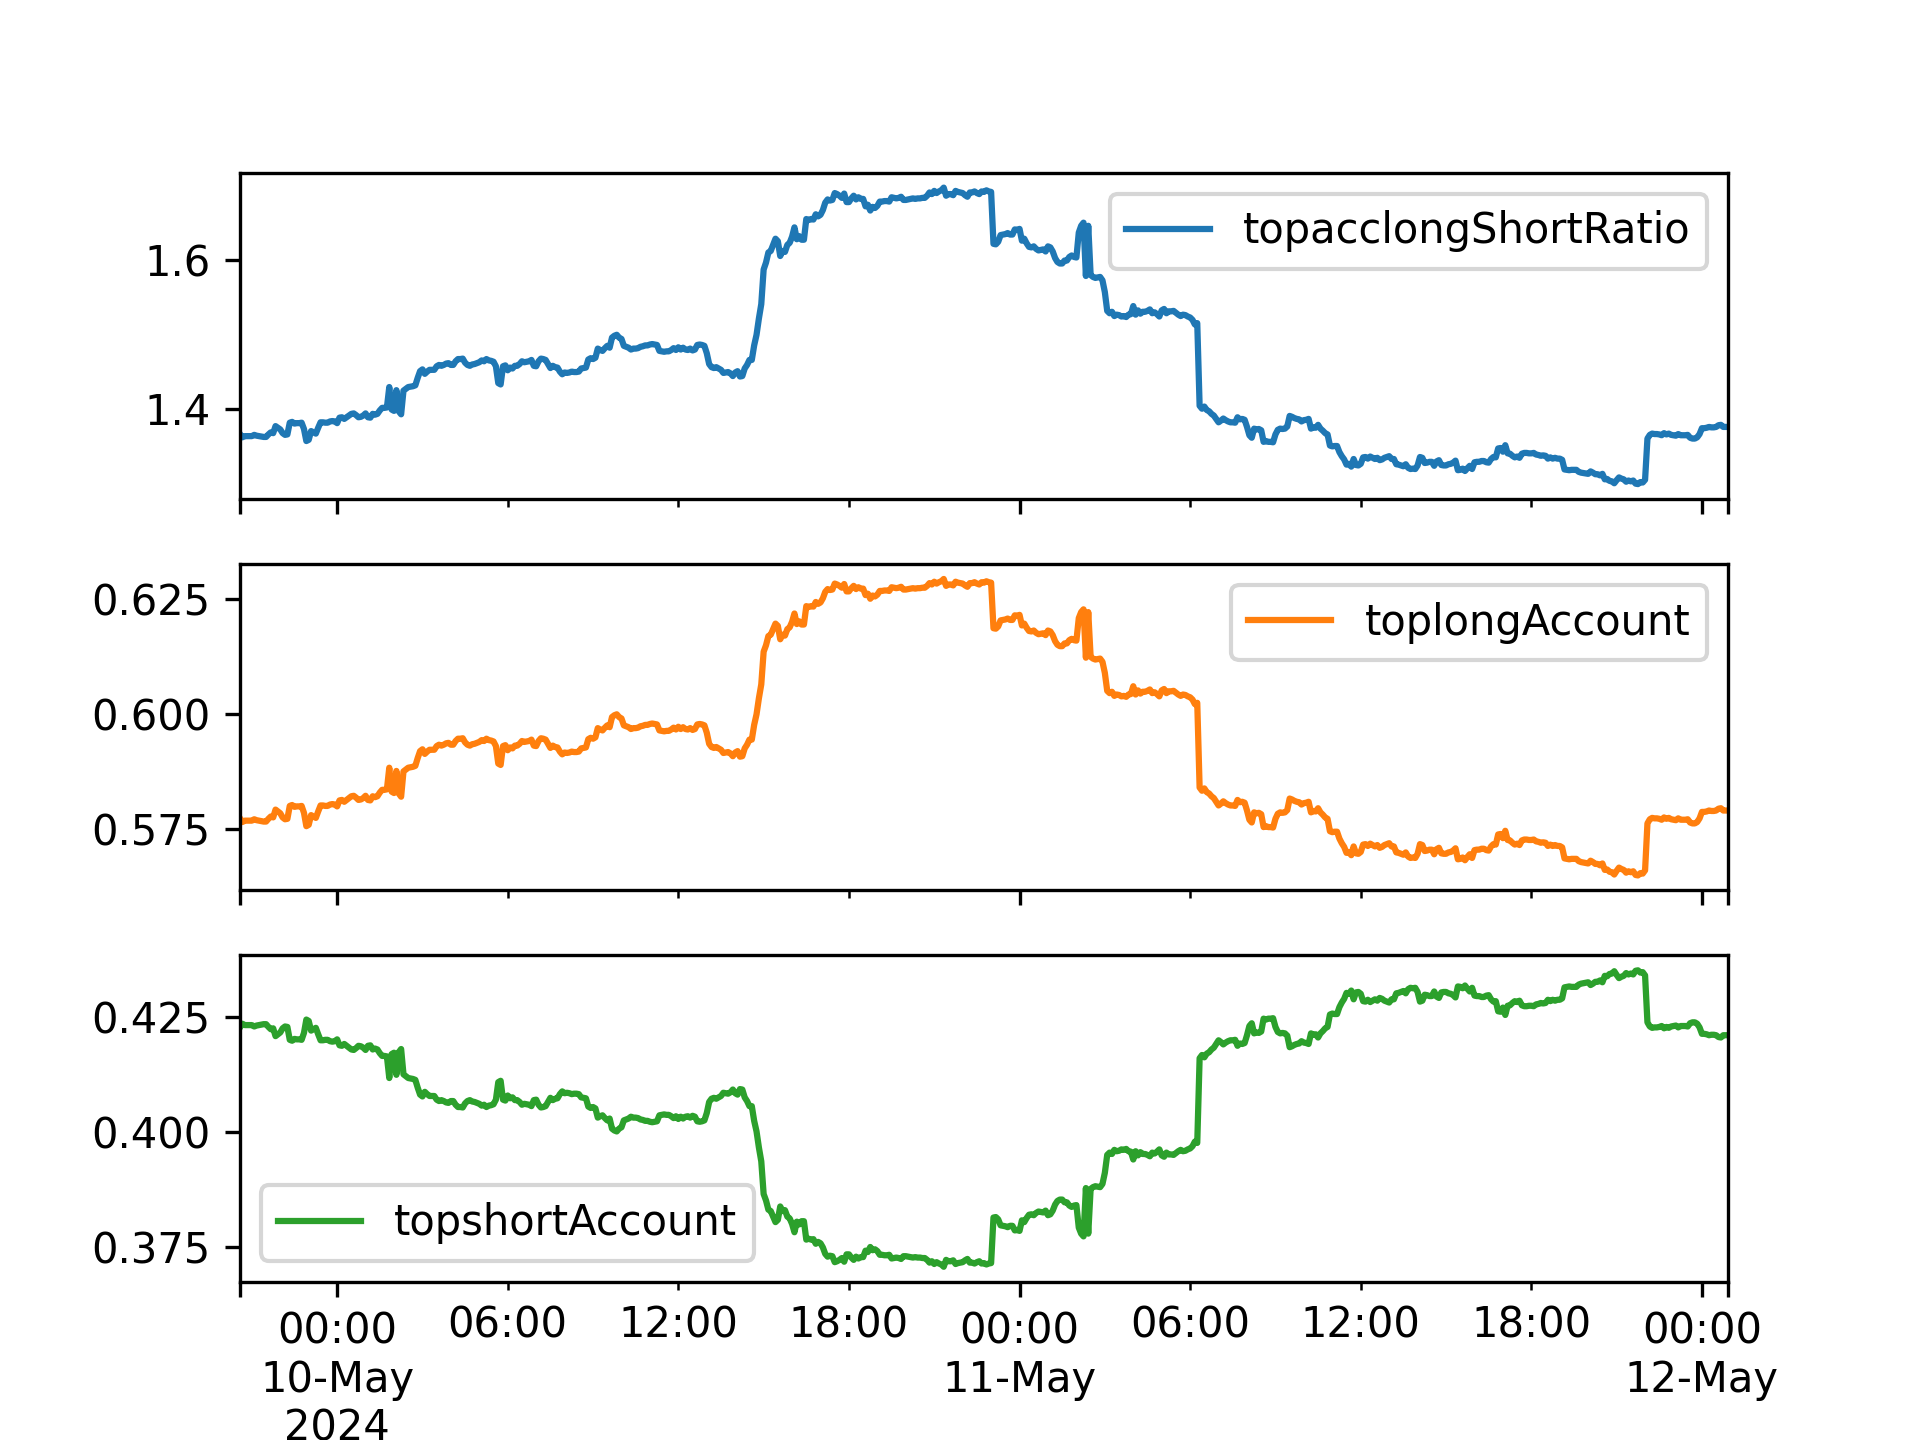 topacclongShortRatio
1.6
1.4
toplongAccount
0.625
0.600
0.575
topshortAccount
0.425
0.400
0.375
00:00 06:00 12:00 18:00 00:00 06:00 12:00 18:00 00:00
10-May 11-May 12-May
2024